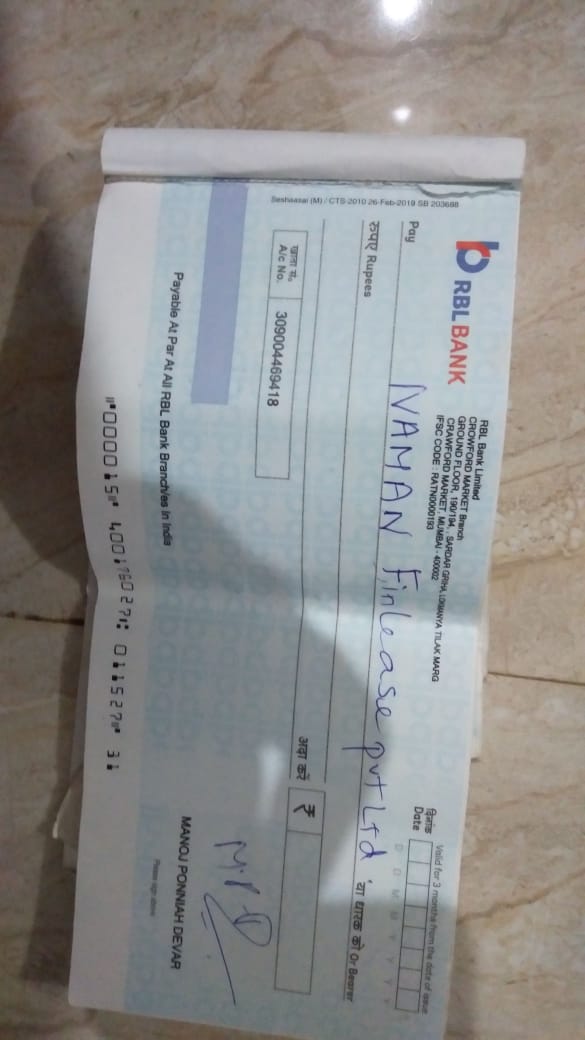 RBL BANK
RBL Bank Limited
CROWFORD MARKET Branch
GROUND FLOOR, 190/194, SARDAR GRIHA, LOKMANYA TILAK MARG
CRAWFORD MARKET, MUMBAI - 400002
IFSC CODE : RATN0000193
Valid for 3 months from the date of issue
दिनांक
Date
D D M M Y Y Y Y
Pay NAMAN Finlease pvt Ltd या धारक को Or Bearer
रुपए Rupees
अदा करें ₹
खाता सं.
A/c No. 309004469418
Seshaasai (M) / CTS-2010 26-Feb-2019 SB 203688
M.P.D
Payable At Par At All RBL Bank Branch/es In India
MANOJ PONNIAH DEVAR
Please sign above
⑈000015⑈ 400176027⑆ 011527⑈ 31